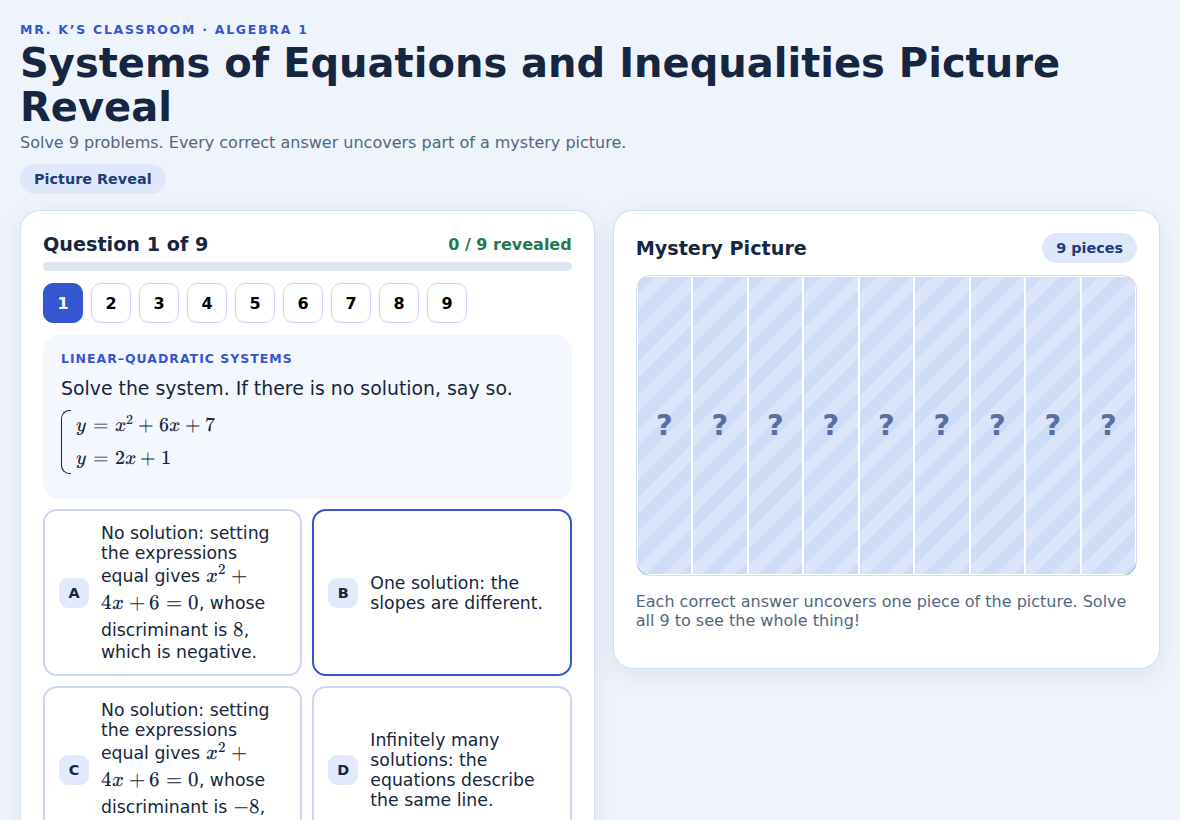 MR. K’S CLASSROOM · ALGEBRA 1
Systems of Equations and Inequalities Picture
Reveal
Solve 9 problems. Every correct answer uncovers part of a mystery picture.
Picture Reveal
Question 1 of 9
0 / 9 revealed
1 2 3 4 5 6 7 8 9
LINEAR–QUADRATIC SYSTEMS
Solve the system. If there is no solution, say so.
y = x² + 6x + 7
y = 2x + 1
A
No solution: setting
the expressions
equal gives x² +
4x + 6 = 0, whose
discriminant is 8,
which is negative.
B
One solution: the
slopes are different.
C
No solution: setting
the expressions
equal gives x² +
4x + 6 = 0, whose
discriminant is −8,
D
Infinitely many
solutions: the
equations describe
the same line.
Mystery Picture
9 pieces
? ? ? ? ? ? ? ? ?
Each correct answer uncovers one piece of the picture. Solve
all 9 to see the whole thing!